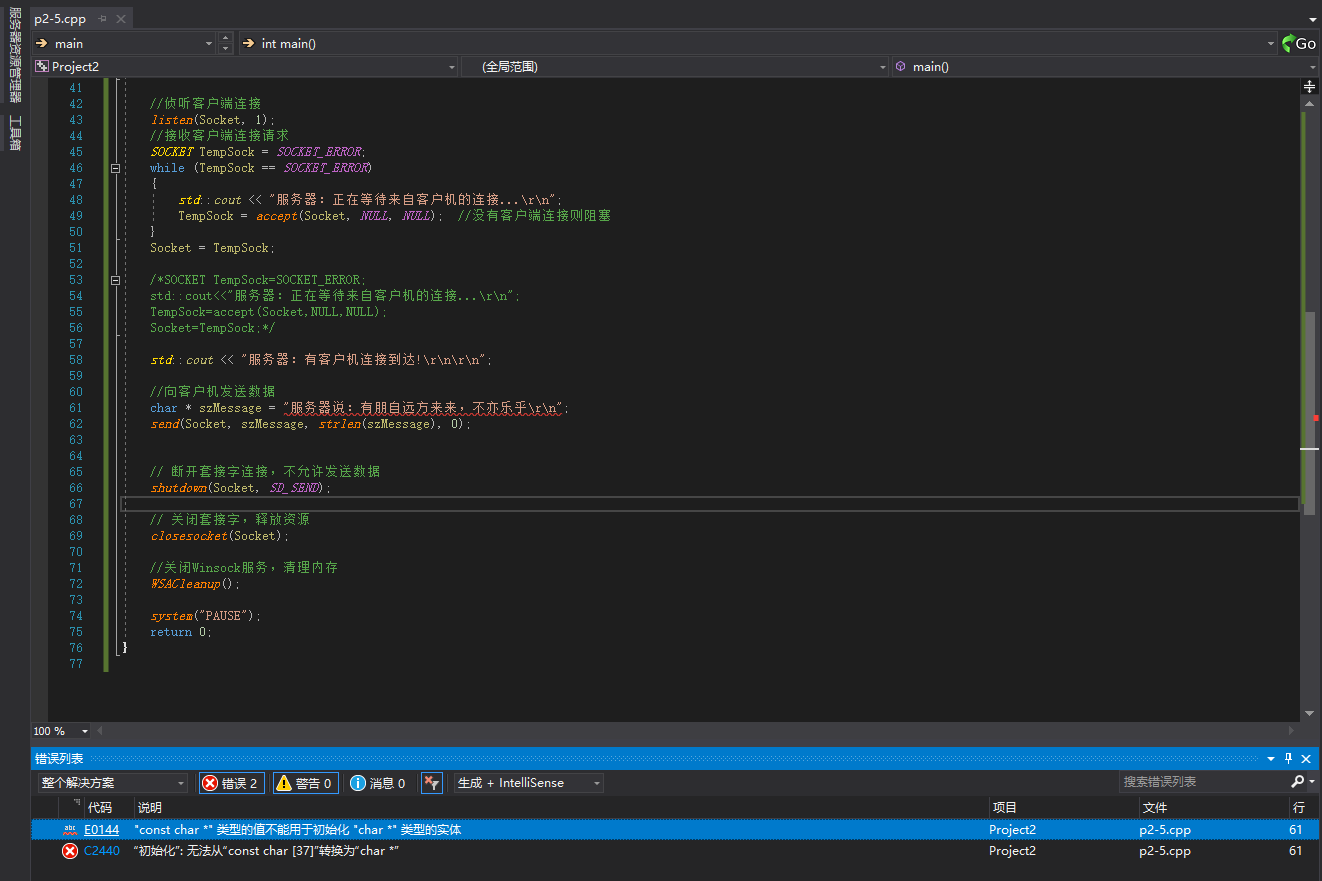 服务器资源管理器
工具箱
p2-5.cpp
main
int main()
Go
Project2
(全局范围)
main()
41
42 //侦听客户端连接
43 listen(Socket, 1);
44 //接收客户端连接请求
45 SOCKET TempSock = SOCKET_ERROR;
46 while (TempSock == SOCKET_ERROR)
47 {
48 std::cout << "服务器: 正在等待来自客户机的连接...\r\n";
49 TempSock = accept(Socket, NULL, NULL); //没有客户端连接则阻塞
50 }
51 Socket = TempSock;
52
53 /*SOCKET TempSock=SOCKET_ERROR;
54 std::cout<<"服务器: 正在等待来自客户机的连接...\r\n";
55 TempSock=accept(Socket,NULL,NULL);
56 Socket=TempSock;*/
57
58 std::cout << "服务器: 有客户机连接到达!\r\n\r\n";
59
60 //向客户机发送数据
61 char * szMessage = "服务器说: 有朋自远方来来, 不亦乐乎\r\n";
62 send(Socket, szMessage, strlen(szMessage), 0);
63
64
65 // 断开套接字连接, 不允许发送数据
66 shutdown(Socket, SD_SEND);
67
68 // 关闭套接字, 释放资源
69 closesocket(Socket);
70
71 //关闭Winsock服务, 清理内存
72 WSACleanup();
73
74 system("PAUSE");
75 return 0;
76 }
77
100 %
错误列表
整个解决方案 错误 2 警告 0 消息 0 生成 + IntelliSense 搜索错误列表
代码 说明 项目 文件 行
abc E0144 "const char *" 类型的值不能用于初始化 "char *" 类型的实体 Project2 p2-5.cpp 61
C2440 “初始化”: 无法从“const char [37]”转换为“char *” Project2 p2-5.cpp 61